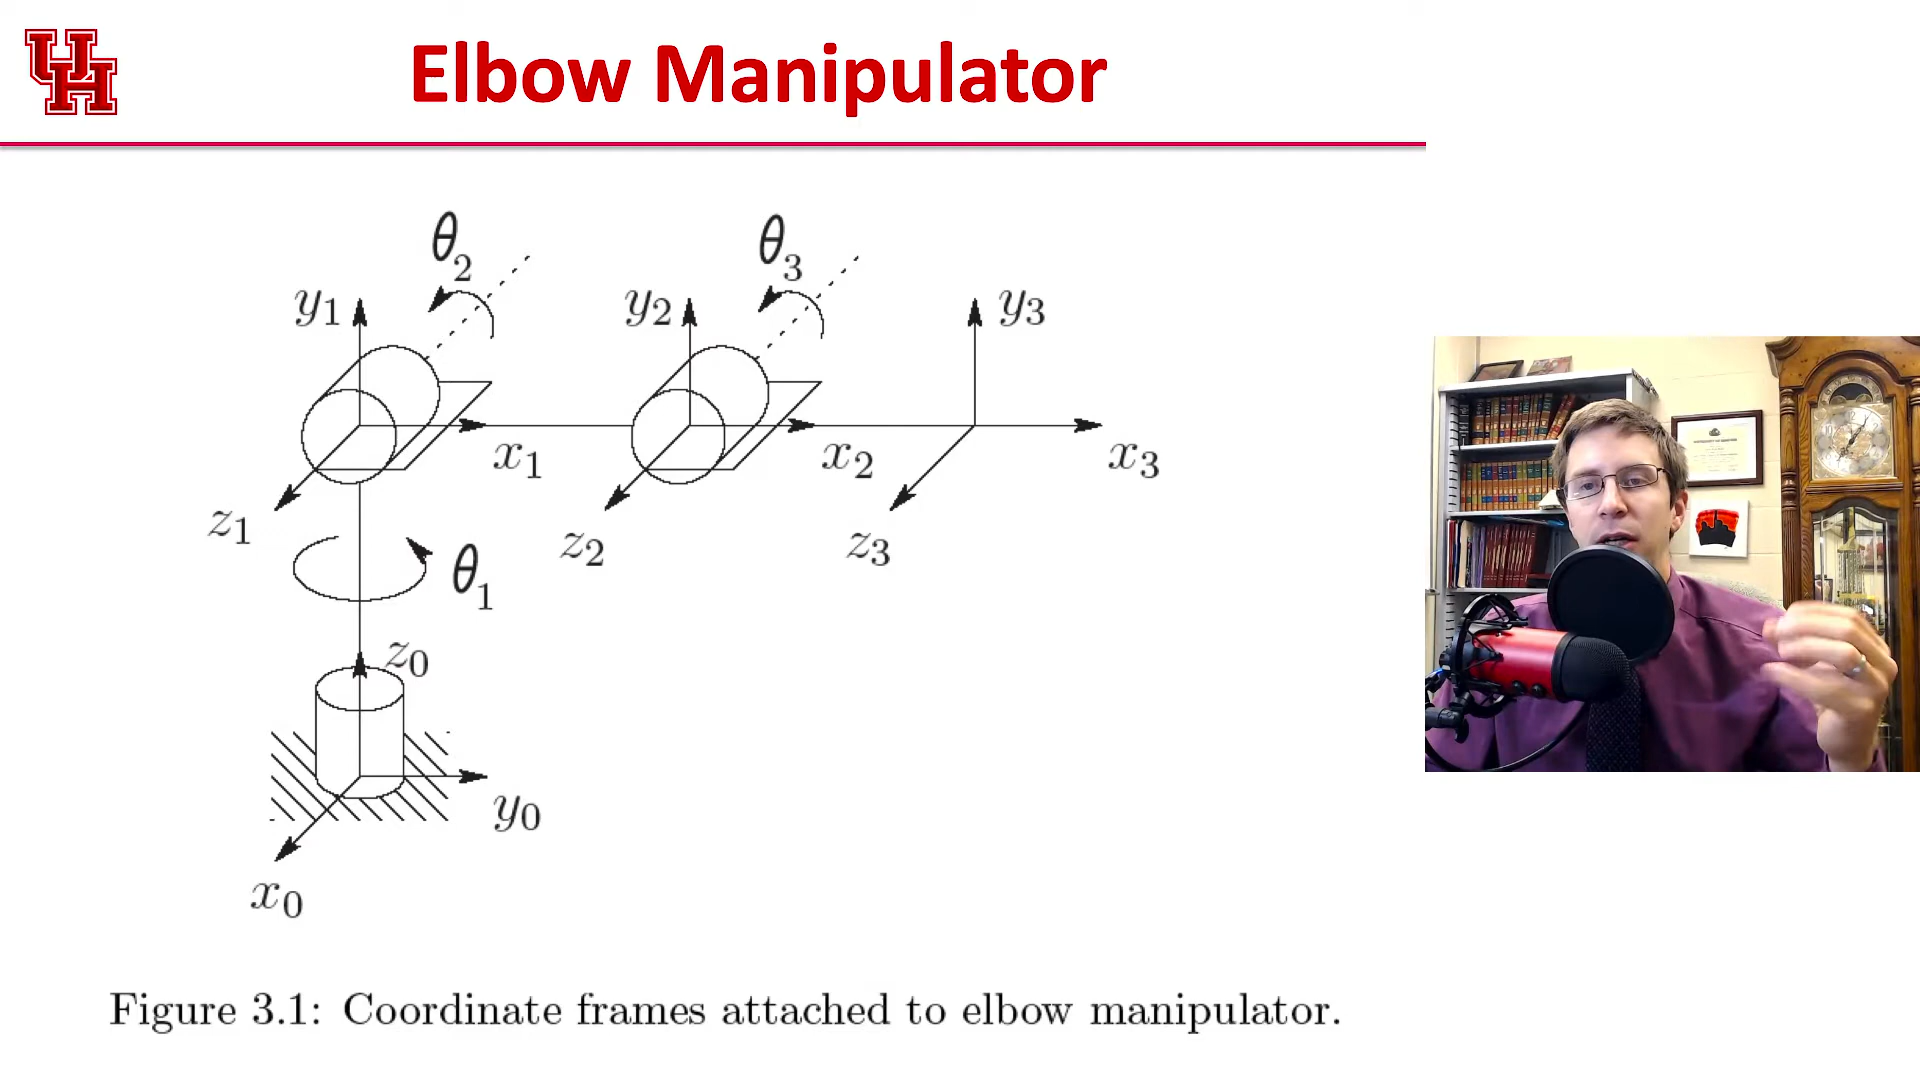 UH
Elbow Manipulator
θ2 θ3
y1 y2 y3
x1 x2 x3
z1 z2 z3
θ1
z0
y0
x0
Figure 3.1: Coordinate frames attached to elbow manipulator.